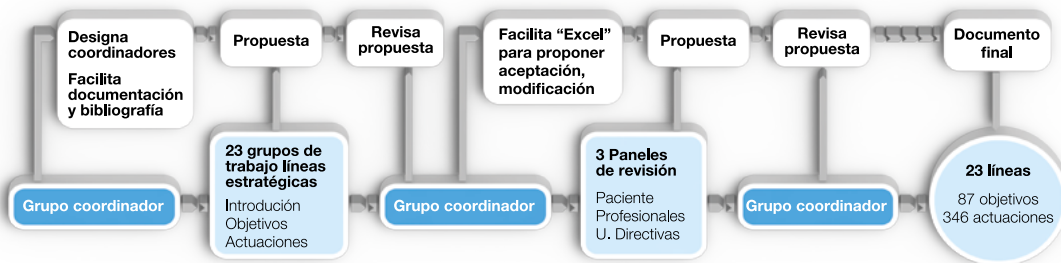 Designa
coordinadores
Facilita
documentación
y bibliografía
Propuesta
Revisa
propuesta
Facilita “Excel”
para proponer
aceptación,
modificación
Propuesta
Revisa
propuesta
Documento
final
Grupo coordinador
23 grupos de
trabajo líneas
estratégicas
Introdución
Objetivos
Actuaciones
Grupo coordinador
3 Paneles
de revisión
Paciente
Profesionales
U. Directivas
Grupo coordinador
23 líneas
87 objetivos
346 actuaciones